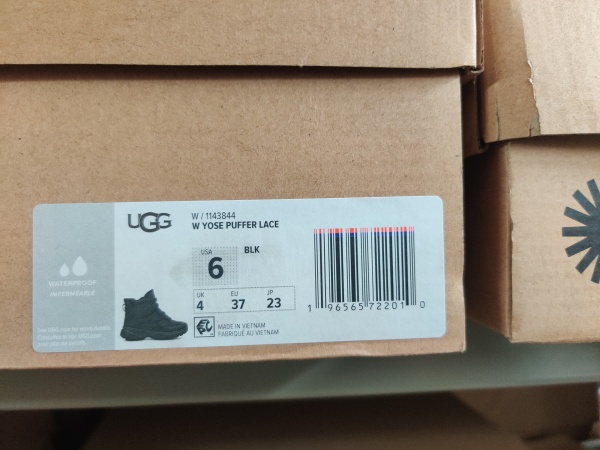 UGG
W / 1143844
W YOSE PUFFER LACE
USA
BLK
6
UK EU JP
4 37 23
WATERPROOF
IMPERMÉABLE
MADE IN VIETNAM
FABRIQUÉ AU VIETNAM
1 96565 72201 0